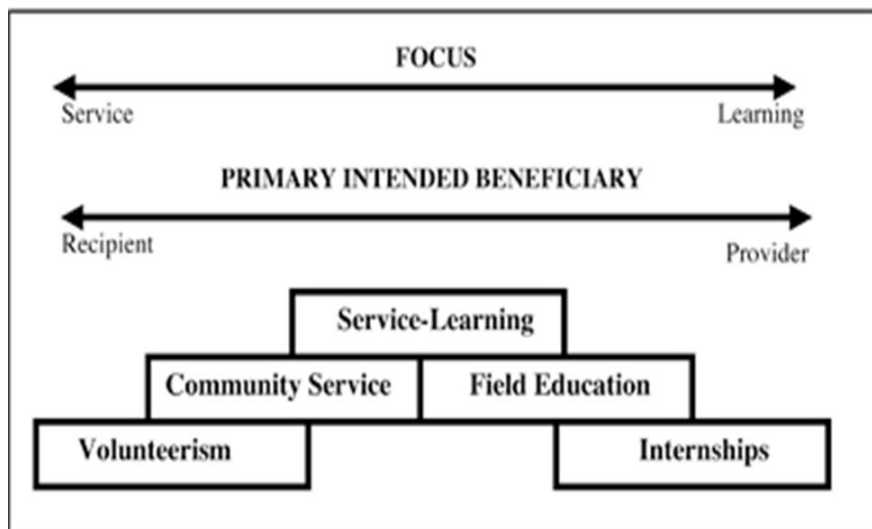 FOCUS
Service Learning
PRIMARY INTENDED BENEFICIARY
Recipient Provider
Service-Learning
Community Service Field Education
Volunteerism Internships